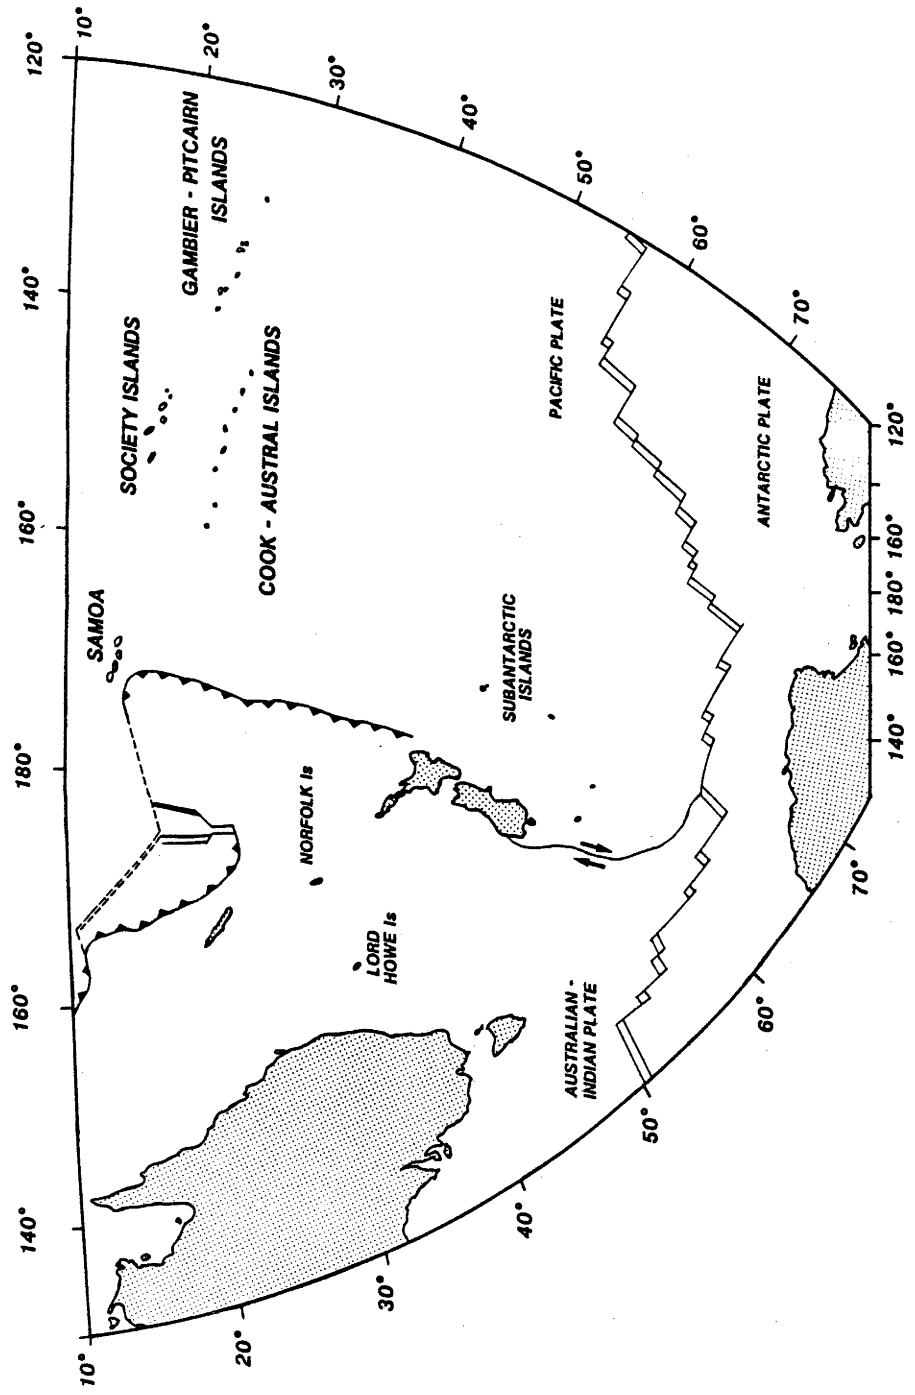 140° 160° 180° 160° 140° 120°
10° 10°
SAMOA
SOCIETY ISLANDS
GAMBIER - PITCAIRN
ISLANDS
20° 20°
COOK - AUSTRAL ISLANDS
NORFOLK Is
30° 30°
LORD
HOWE Is
40° 40°
SUBANTARCTIC
ISLANDS
PACIFIC PLATE
AUSTRALIAN -
INDIAN PLATE
50° 50°
60° 60°
ANTARCTIC PLATE
70° 70°
140° 160° 180° 160° 120°